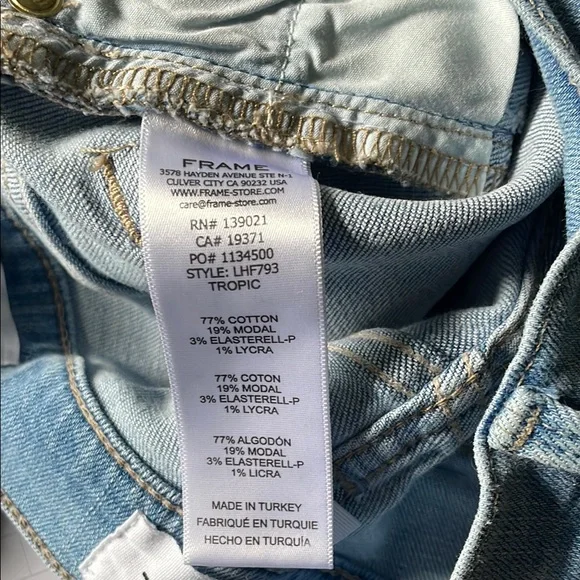 FRAME
3578 HAYDEN AVENUE STE N-1
CULVER CITY CA 90232 USA
WWW.FRAME-STORE.COM
care@frame-store.com
RN# 139021
CA# 19371
PO# 1134500
STYLE: LHF793
TROPIC
77% COTTON
19% MODAL
3% ELASTERELL-P
1% LYCRA
77% COTON
19% MODAL
3% ELASTERELL-P
1% LYCRA
77% ALGODÓN
19% MODAL
3% ELASTERELL-P
1% LICRA
MADE IN TURKEY
FABRIQUÉ EN TURQUIE
HECHO EN TURQUÍA